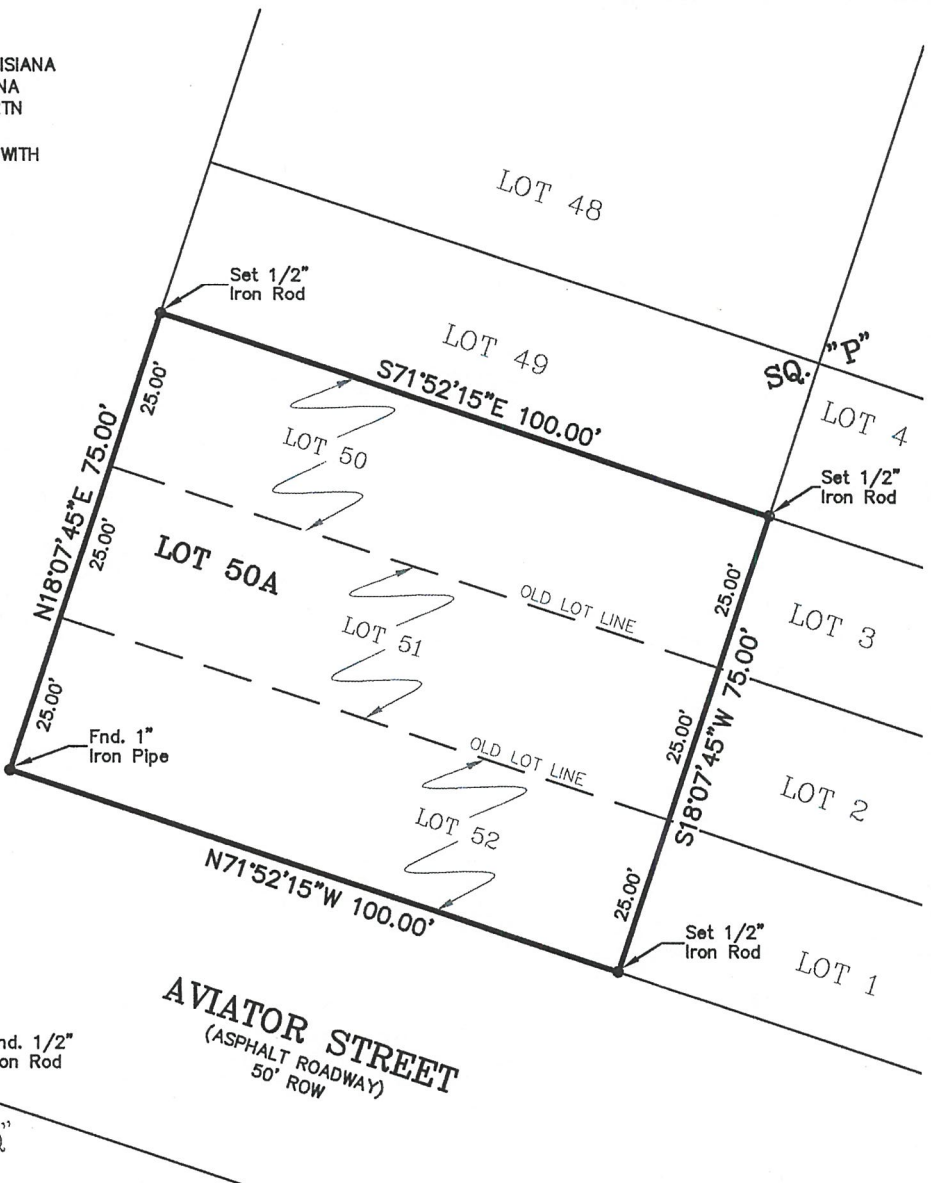 ISIANA
NA
TN
WITH
LOT 48
Set 1/2"
Iron Rod
LOT 49
SQ. "P"
S71°52'15"E 100.00'
LOT 4
25.00'
LOT 50
Set 1/2"
Iron Rod
N18°07'45"E 75.00'
25.00'
LOT 50A
OLD LOT LINE
25.00'
LOT 3
LOT 51
25.00'
S18°07'45"W 75.00'
25.00'
Fnd. 1"
Iron Pipe
OLD LOT LINE
LOT 2
LOT 52
N71°52'15"W 100.00'
25.00'
Set 1/2"
Iron Rod
LOT 1
AVIATOR STREET
(ASPHALT ROADWAY)
50' ROW
nd. 1/2"
on Rod